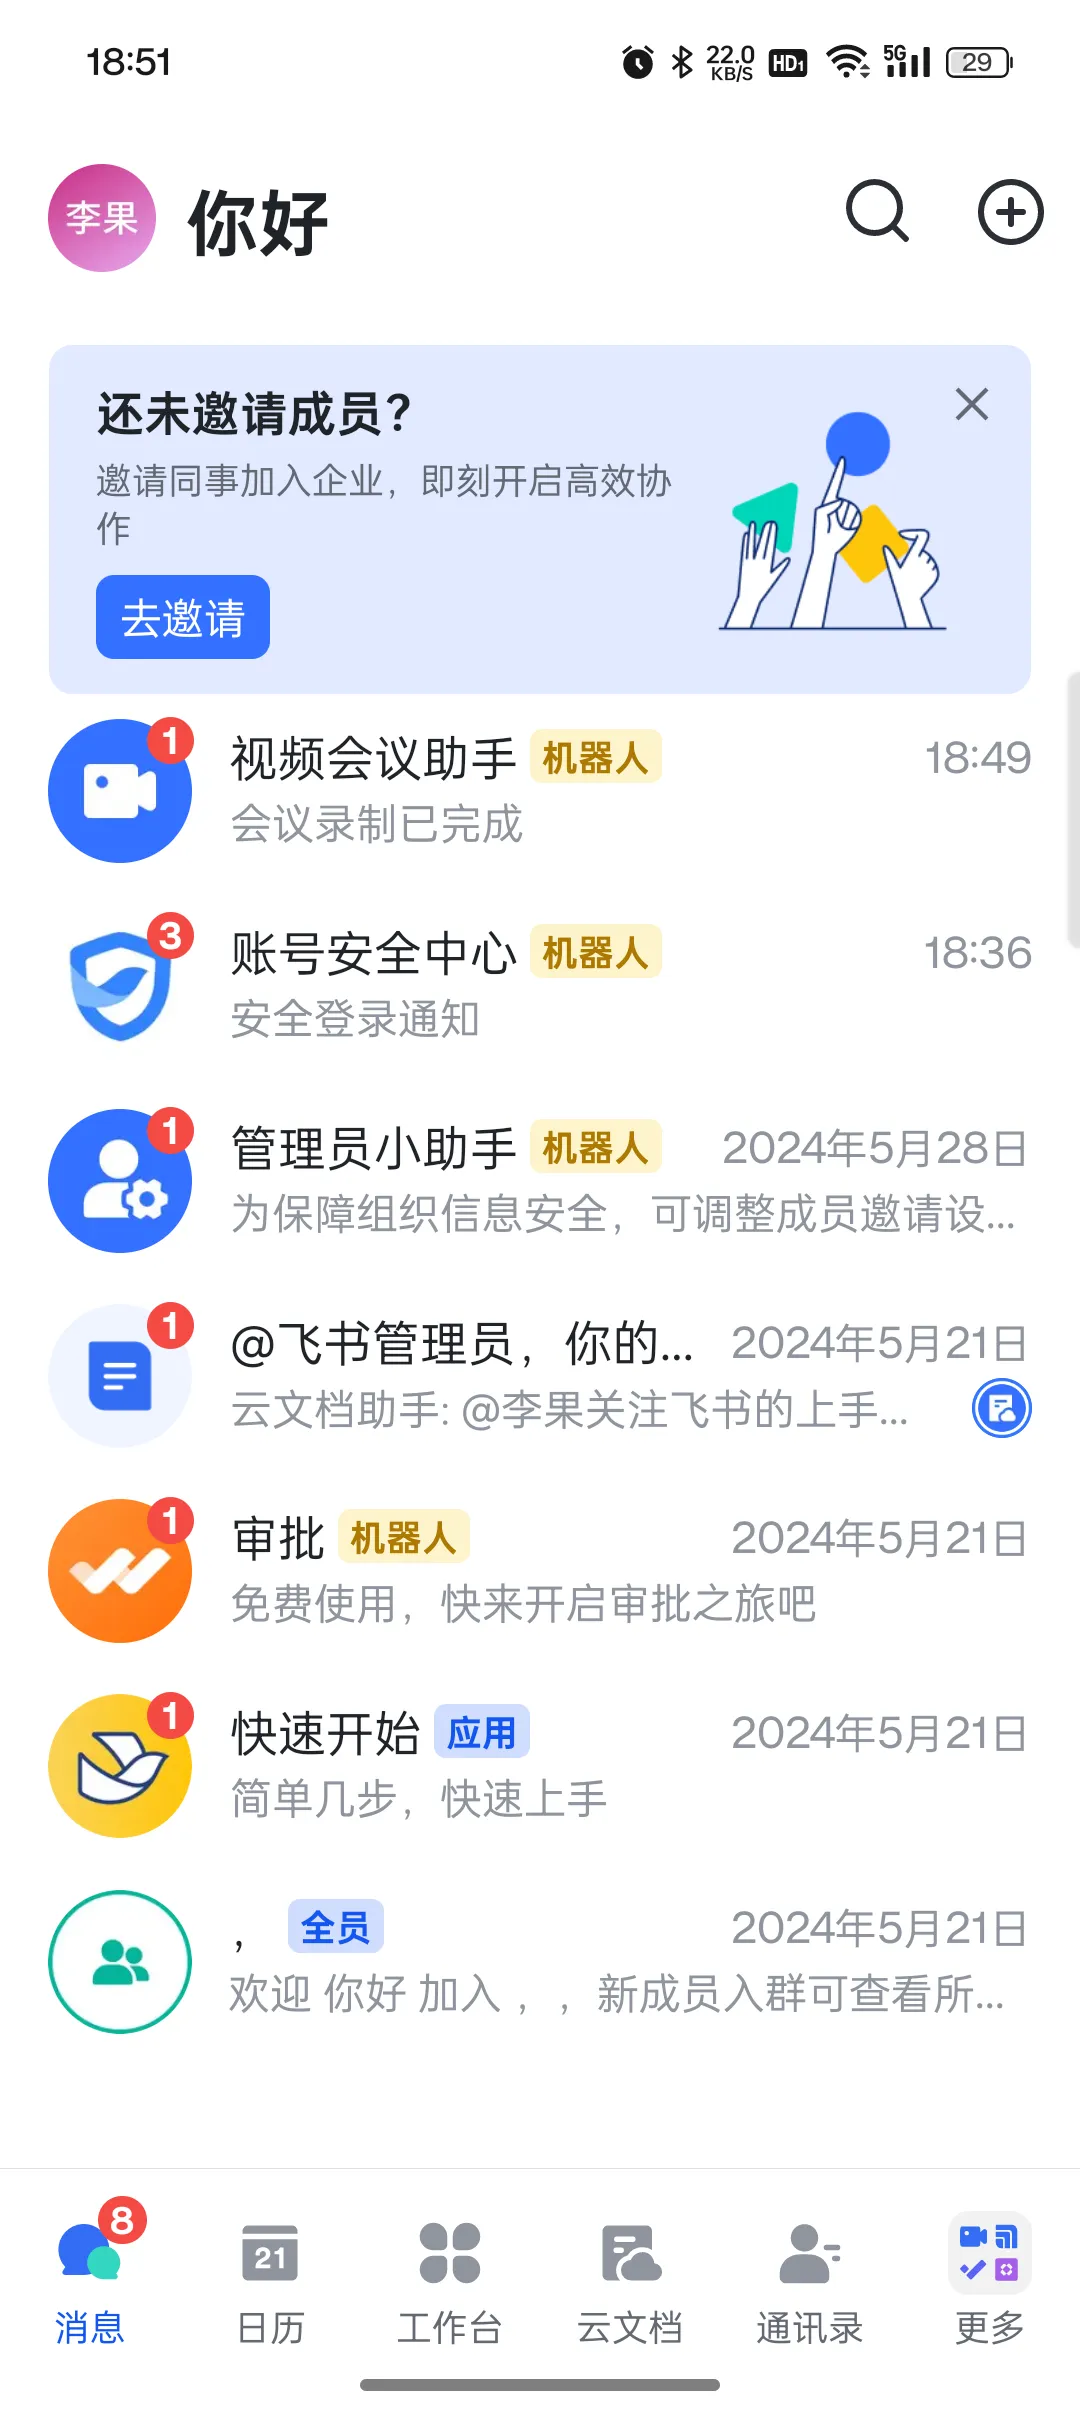 18:51
22.0
KB/S
HD1
5G
29
李果
你好
还未邀请成员？
邀请同事加入企业，即刻开启高效协
作
去邀请
1
视频会议助手 机器人 18:49
会议录制已完成
3
账号安全中心 机器人 18:36
安全登录通知
1
管理员小助手 机器人 2024年5月28日
为保障组织信息安全，可调整成员邀请设...
1
@飞书管理员，你的... 2024年5月21日
云文档助手: @李果关注飞书的上手...
1
审批 机器人 2024年5月21日
免费使用，快来开启审批之旅吧
1
快速开始 应用 2024年5月21日
简单几步，快速上手
， 全员 2024年5月21日
欢迎 你好 加入 ，，新成员入群可查看所...
8
21
消息 日历 工作台 云文档 通讯录 更多